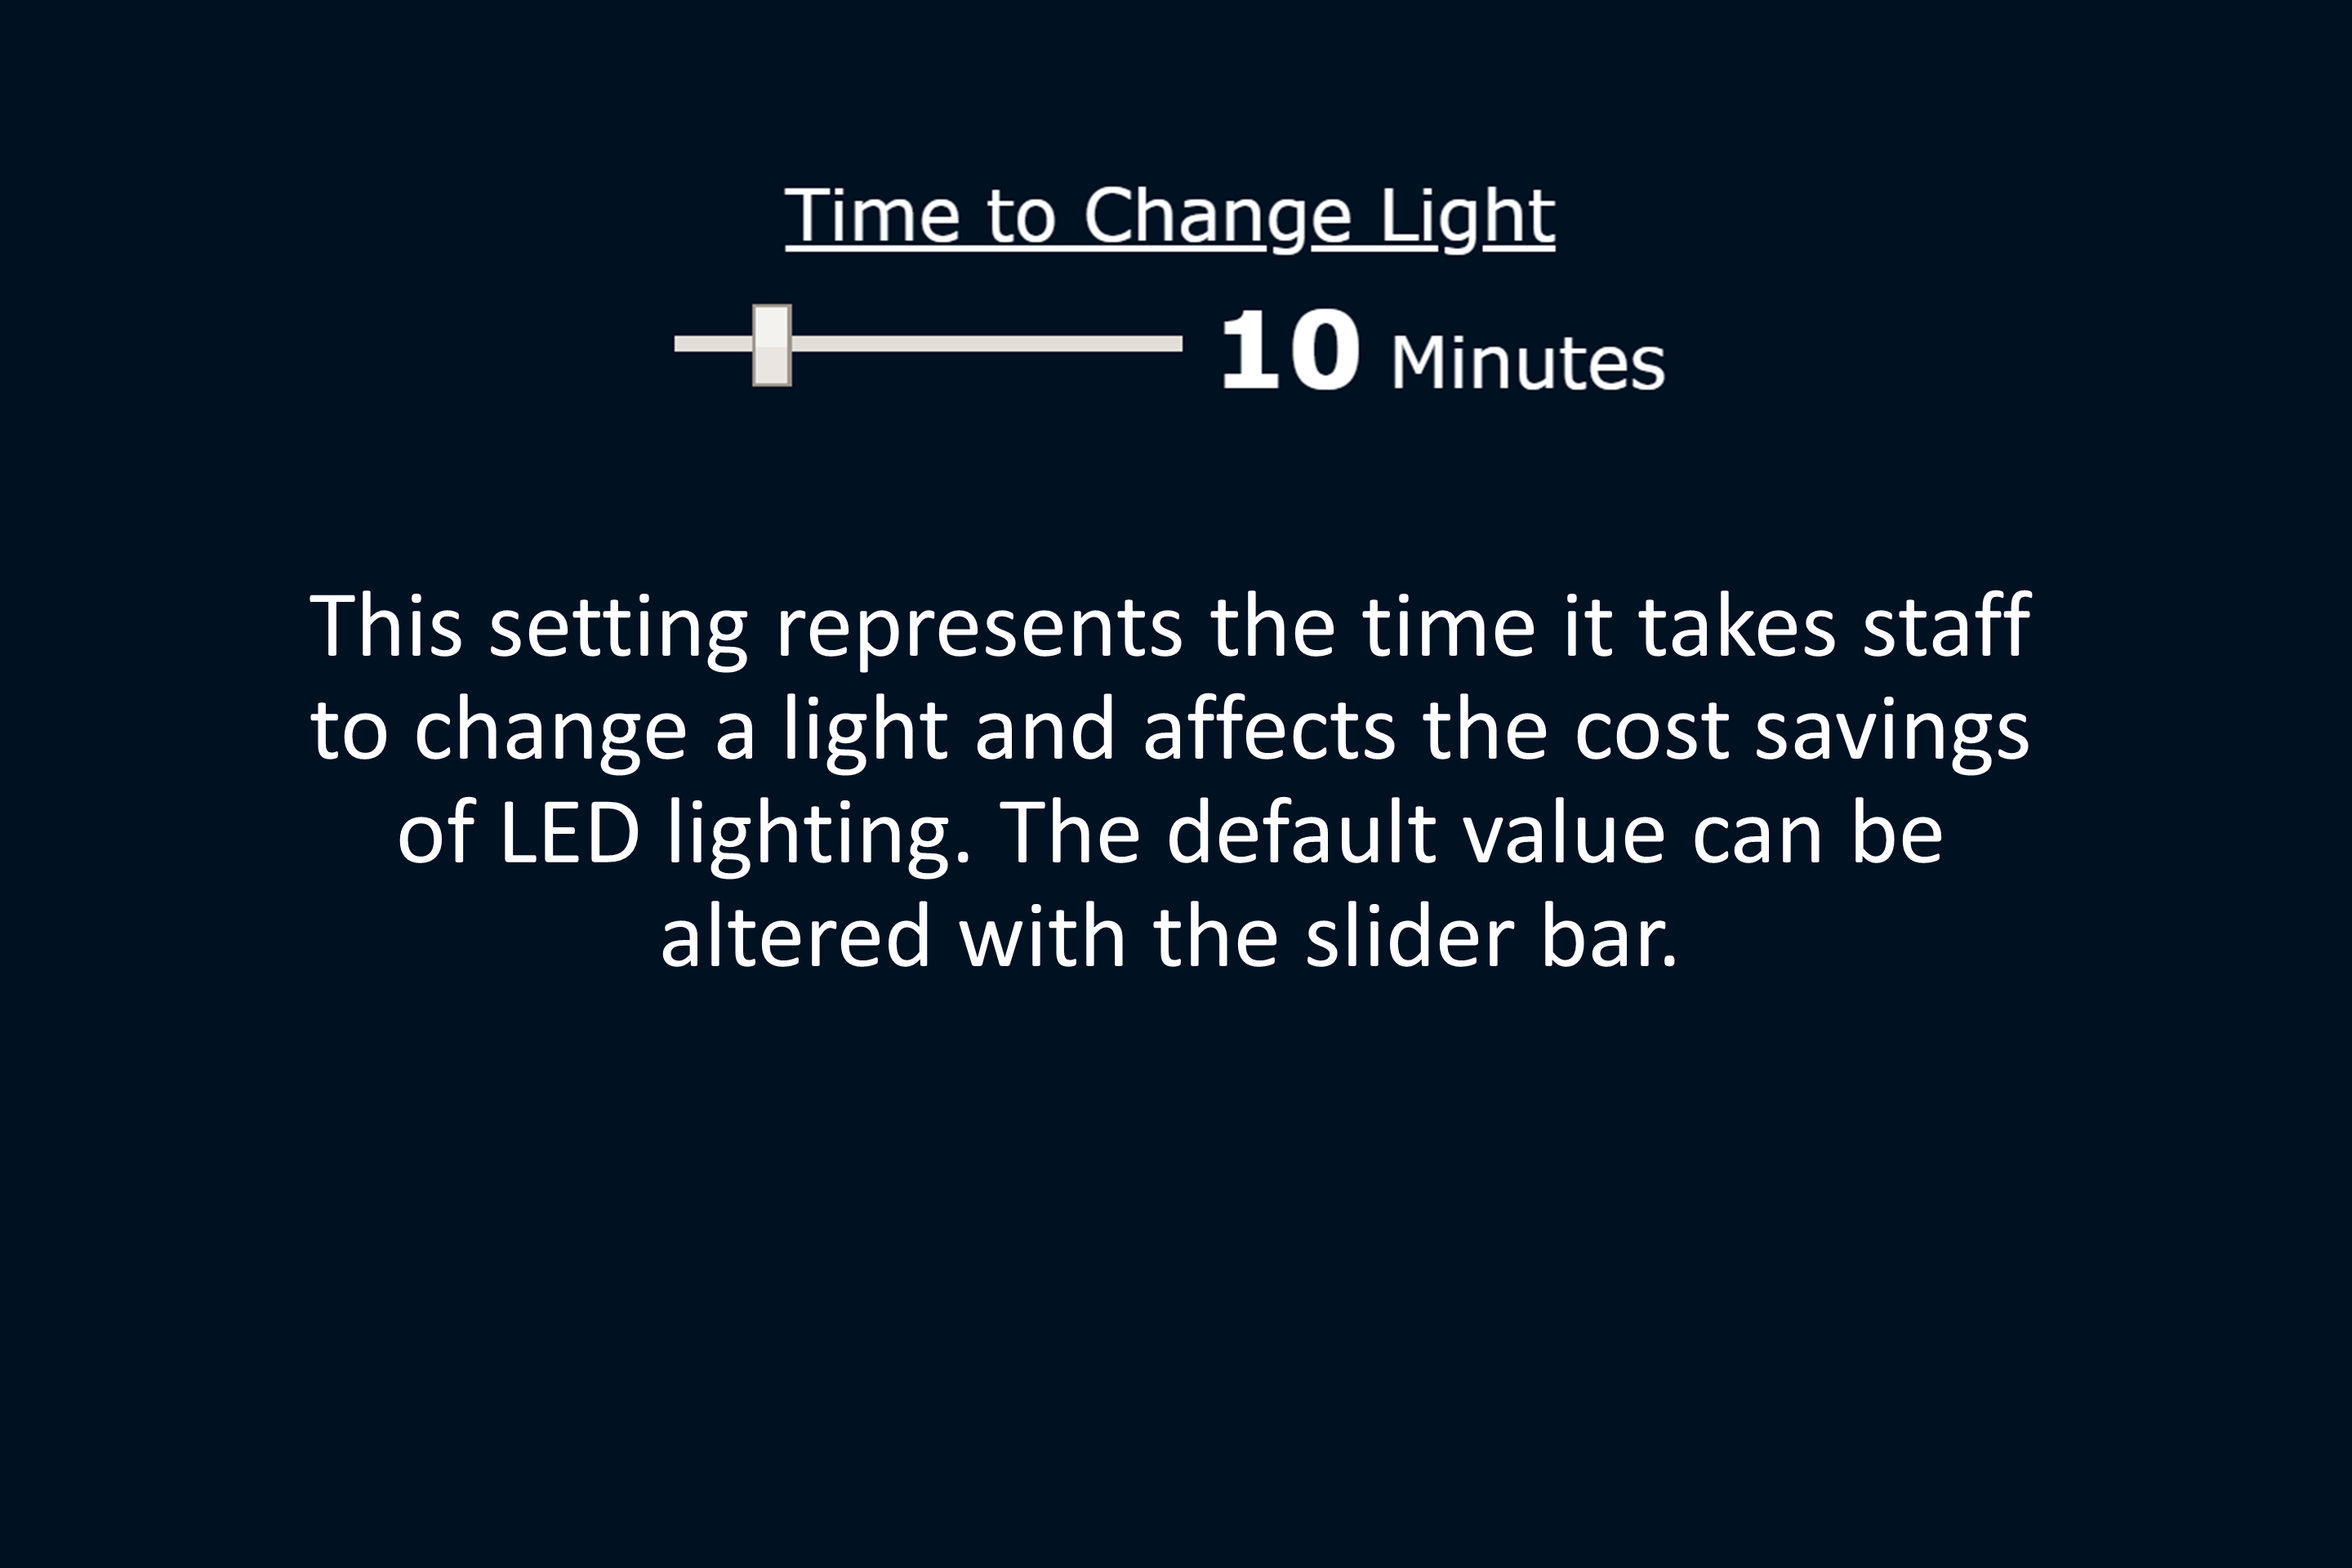 Time to Change Light
10 Minutes
This setting represents the time it takes staff
to change a light and affects the cost savings
of LED lighting. The default value can be
altered with the slider bar.